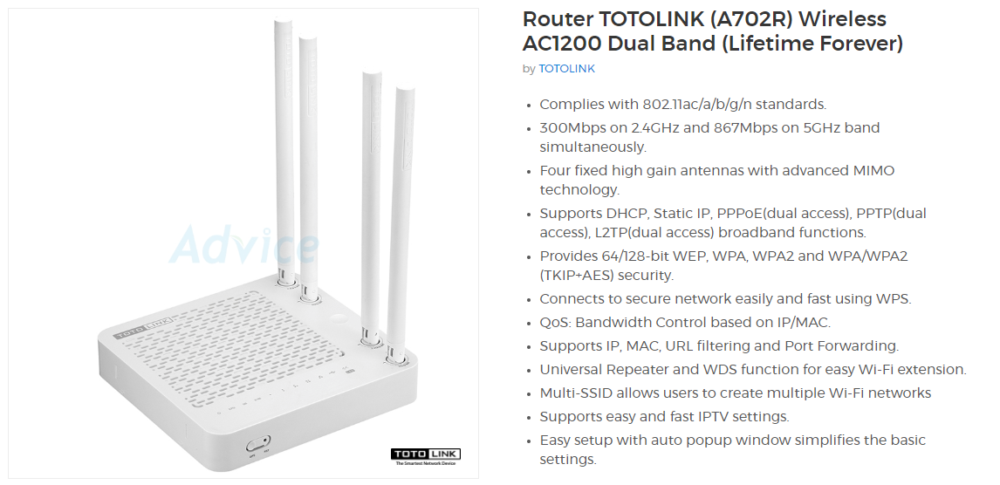 Router TOTOLINK (A702R) Wireless
AC1200 Dual Band (Lifetime Forever)
by TOTOLINK
Complies with 802.11ac/a/b/g/n standards.
300Mbps on 2.4GHz and 867Mbps on 5GHz band
simultaneously.
Four fixed high gain antennas with advanced MIMO
technology.
Supports DHCP, Static IP, PPPoE(dual access), PPTP(dual
access), L2TP(dual access) broadband functions.
Provides 64/128-bit WEP, WPA, WPA2 and WPA/WPA2
(TKIP+AES) security.
Connects to secure network easily and fast using WPS.
QoS: Bandwidth Control based on IP/MAC.
Supports IP, MAC, URL filtering and Port Forwarding.
Universal Repeater and WDS function for easy Wi-Fi extension.
Multi-SSID allows users to create multiple Wi-Fi networks
Supports easy and fast IPTV settings.
Easy setup with auto popup window simplifies the basic
settings.
Advice
TOTO LINK
TOTO LINK
The Smartest Network Device